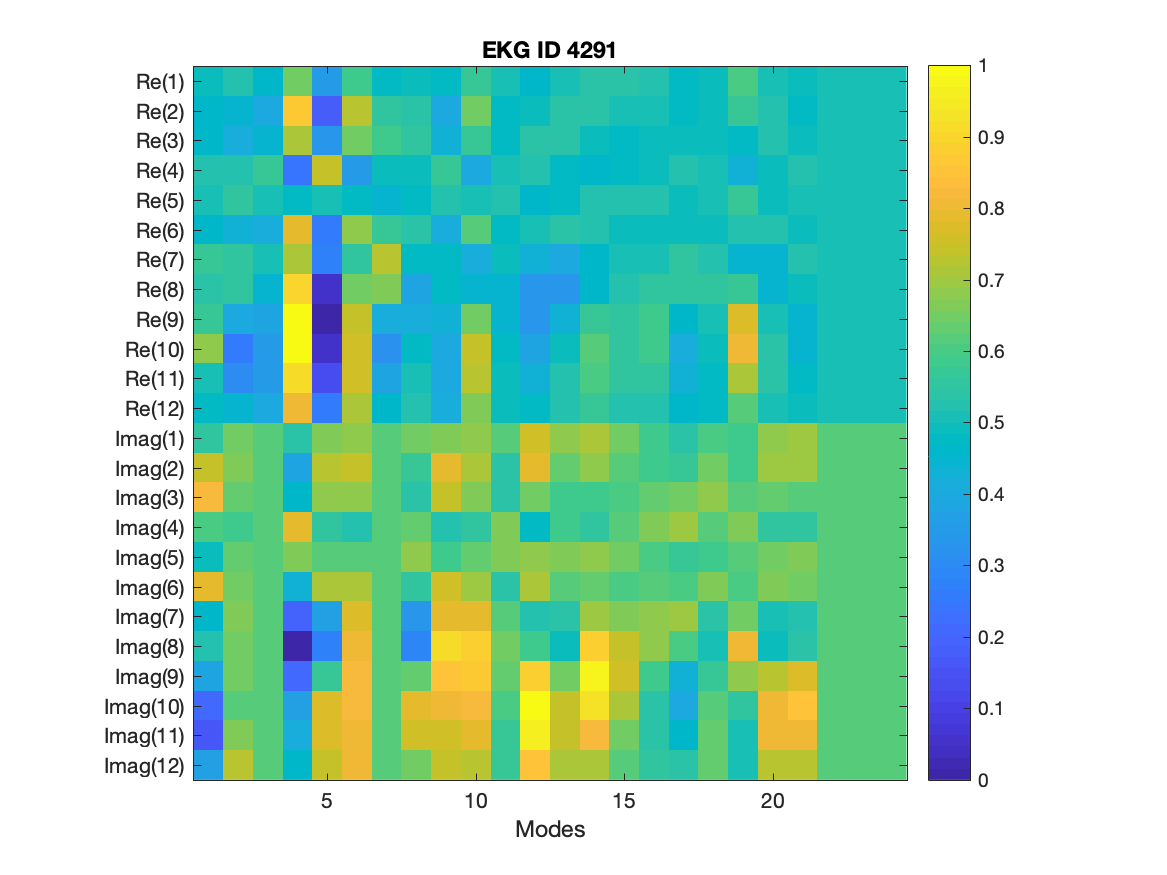 EKG ID 4291
Re(1)
Re(2)
Re(3)
Re(4)
Re(5)
Re(6)
Re(7)
Re(8)
Re(9)
Re(10)
Re(11)
Re(12)
Imag(1)
Imag(2)
Imag(3)
Imag(4)
Imag(5)
Imag(6)
Imag(7)
Imag(8)
Imag(9)
Imag(10)
Imag(11)
Imag(12)
5 10 15 20
Modes
1
0.9
0.8
0.7
0.6
0.5
0.4
0.3
0.2
0.1
0